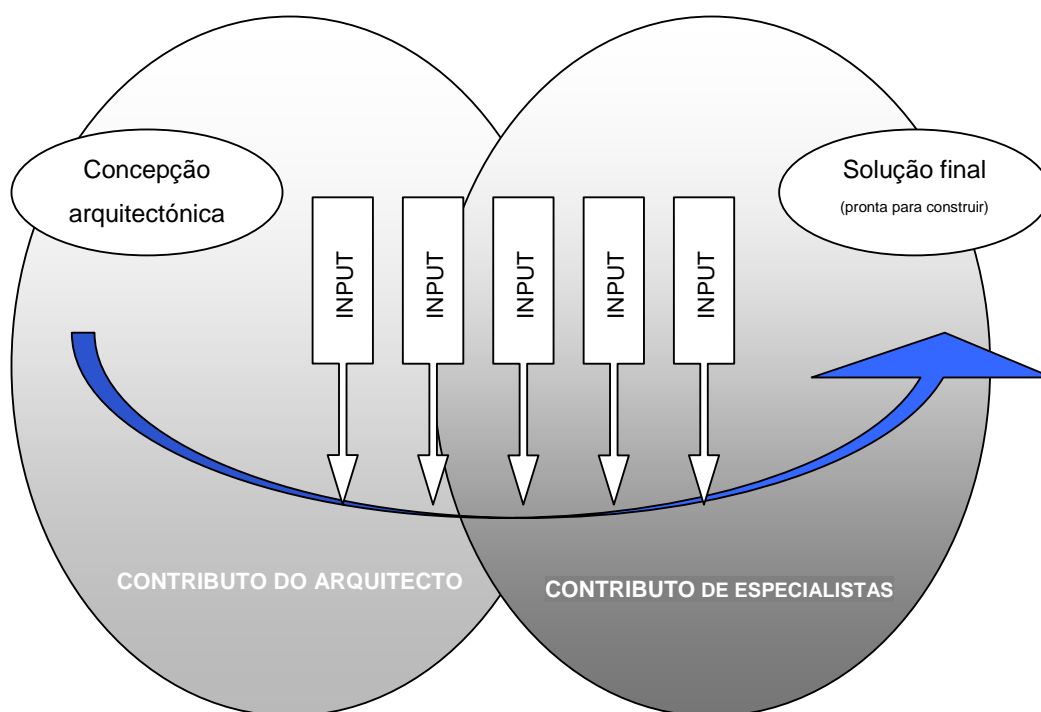 Concepção
arquitectónica
Solução final
(pronta para construir)
INPUT
INPUT
INPUT
INPUT
INPUT
CONTRIBUTO DO ARQUITECTO
CONTRIBUTO DE ESPECIALISTAS